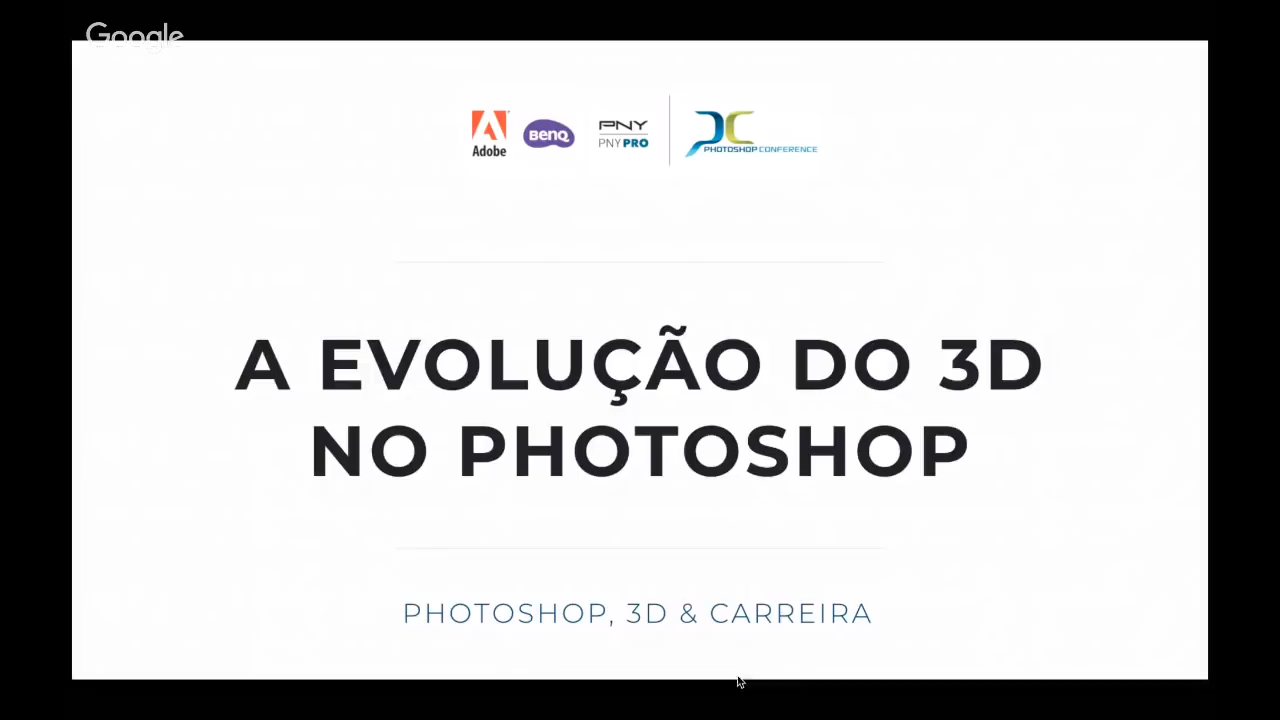 Google
Adobe
BenQ
PNY
PNY PRO
PHOTOSHOP CONFERENCE
A EVOLUÇÃO DO 3D
NO PHOTOSHOP
PHOTOSHOP, 3D & CARREIRA